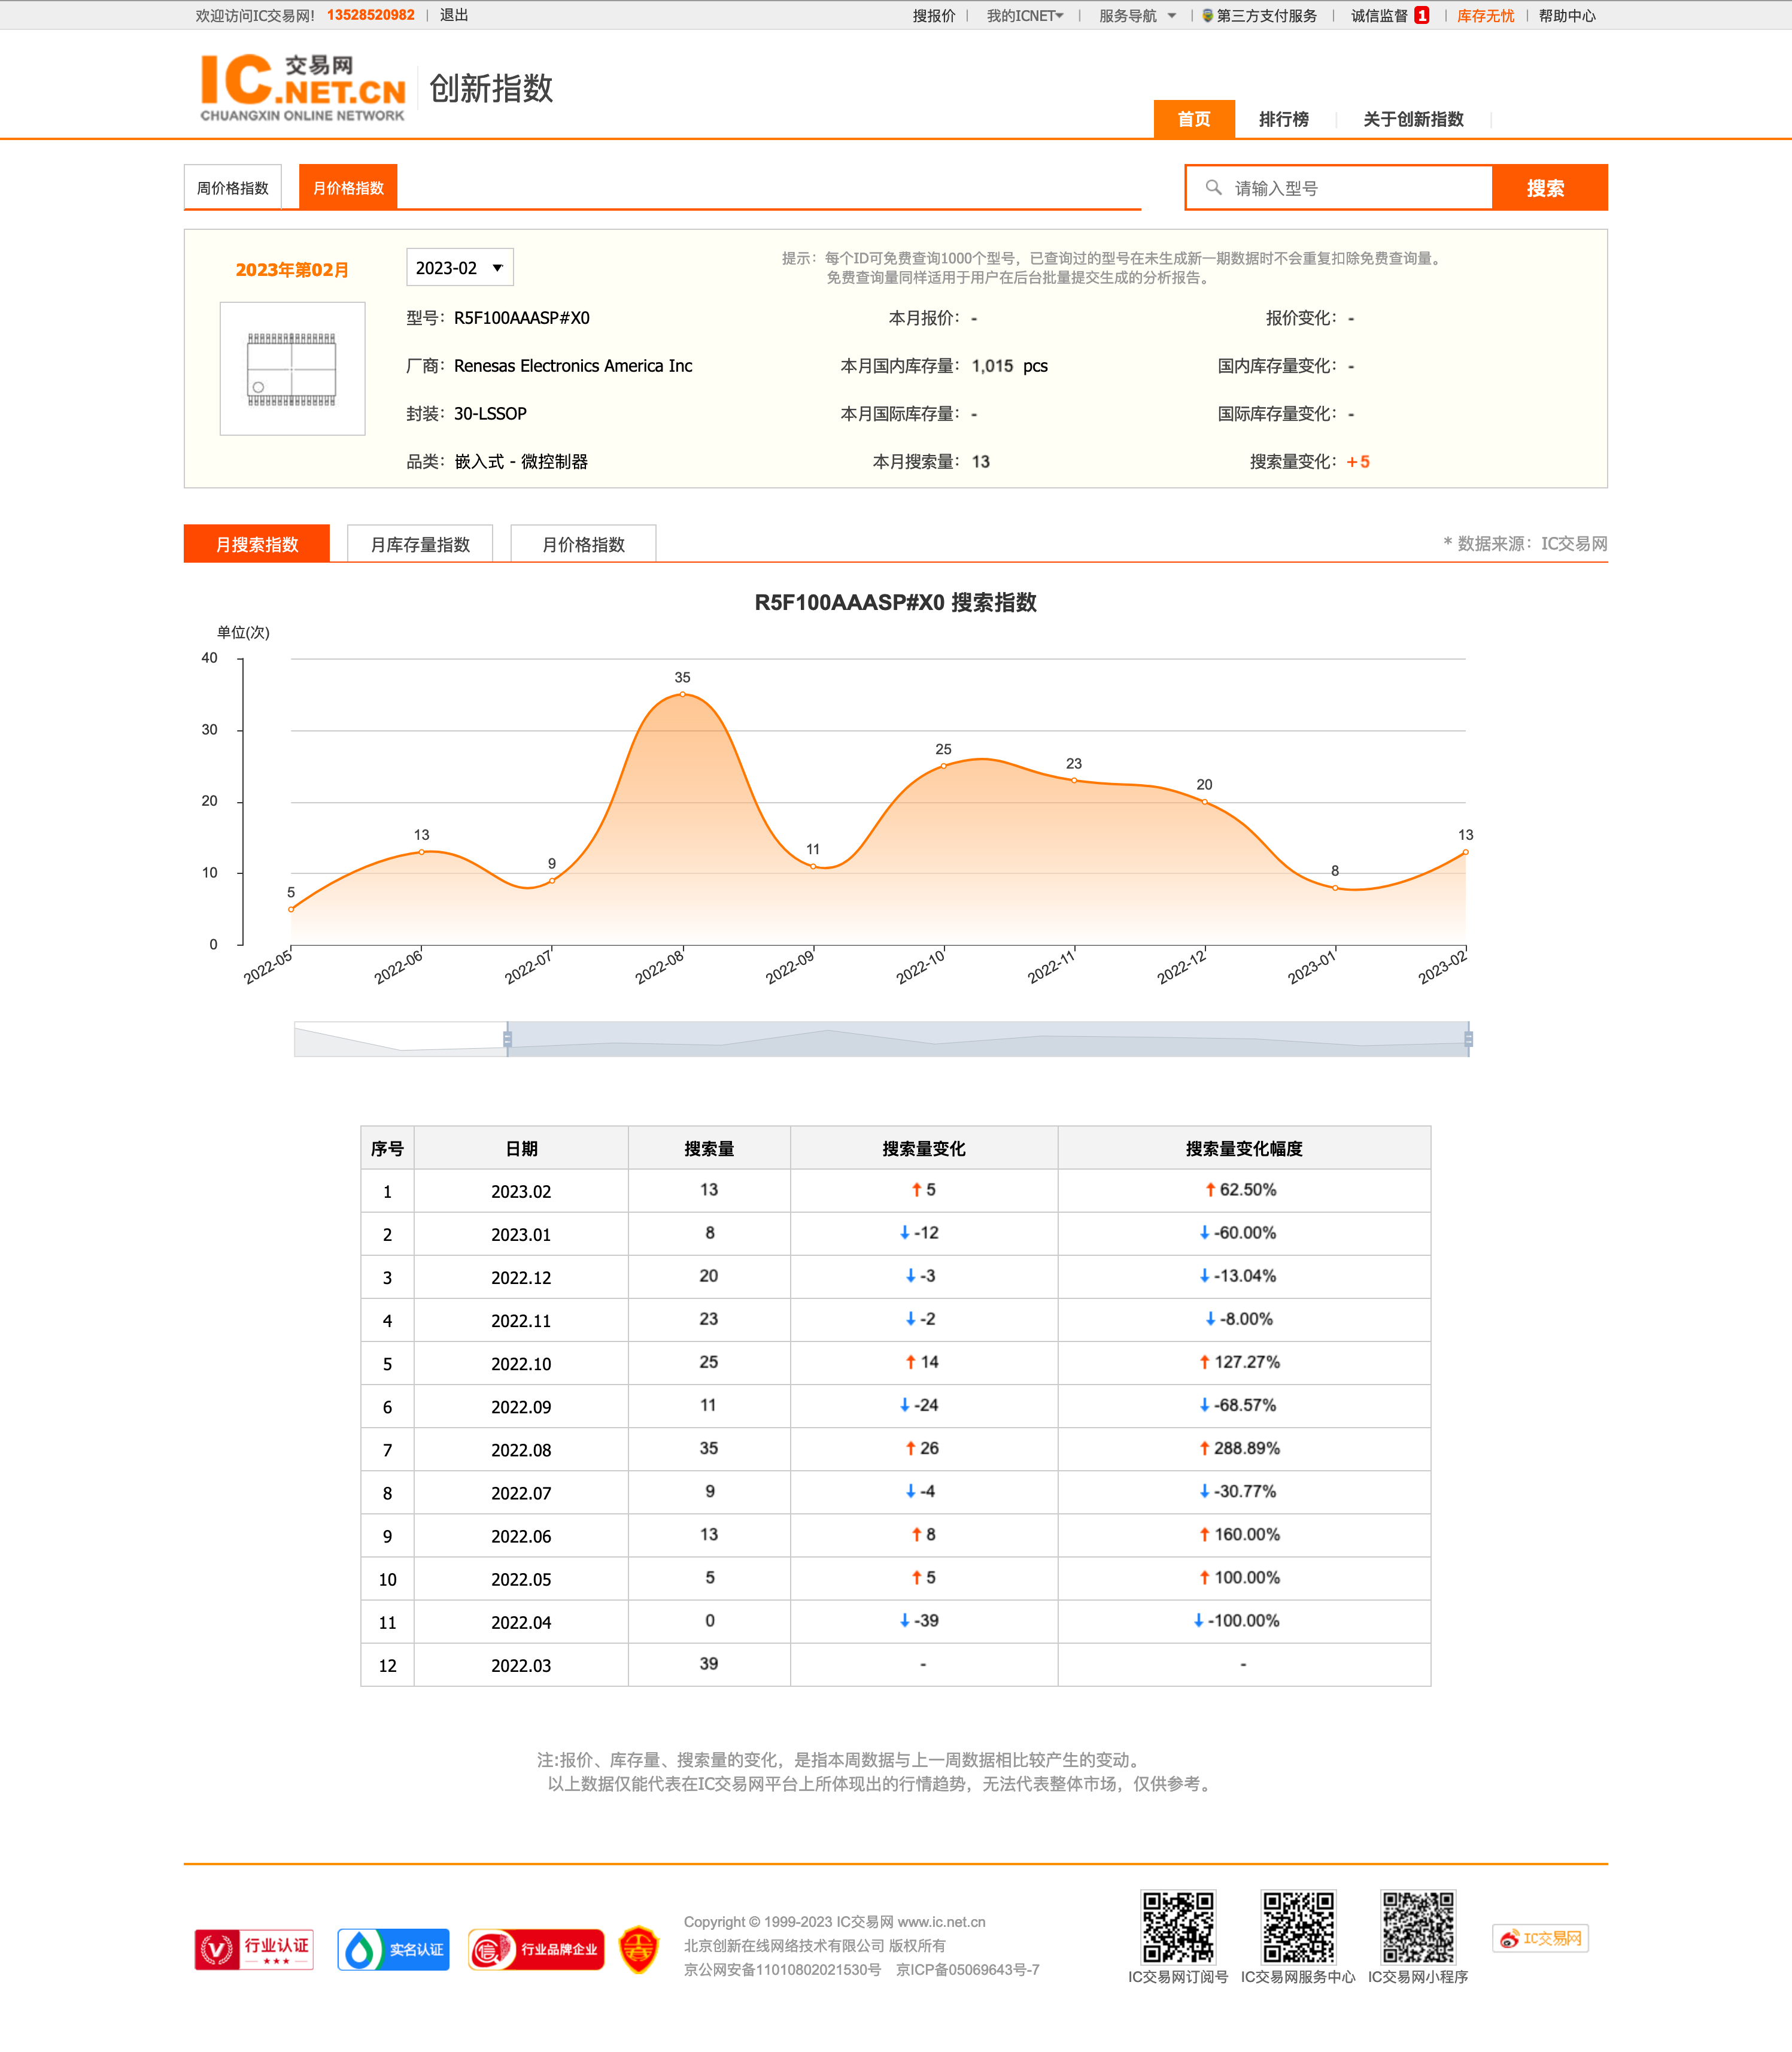 欢迎访问IC交易网! 13528520982 | 退出 搜报价 | 我的ICNET | 服务导航 | 第三方支付服务 | 诚信监督 1 | 库存无忧 | 帮助中心
IC 交易网 .NET.CN 创新指数
CHUANGXIN ONLINE NETWORK
首页 排行榜 关于创新指数
周价格指数 月价格指数 请输入型号 搜索
2023年第02月 2023-02 提示：每个ID可免费查询1000个型号，已查询过的型号在未生成新一期数据时不会重复扣除免费查询量。
免费查询量同样适用于用户在后台批量提交生成的分析报告。
型号：R5F100AAASP#X0 本月报价：- 报价变化：-
厂商：Renesas Electronics America Inc 本月国内库存量：1,015 pcs 国内库存量变化：-
封装：30-LSSOP 本月国际库存量：- 国际库存量变化：-
品类：嵌入式 - 微控制器 本月搜索量：13 搜索量变化：+5
月搜索指数 月库存量指数 月价格指数 * 数据来源：IC交易网
R5F100AAASP#X0 搜索指数
单位(次)
40
30
20
10
0
5 13 9 35 11 25 23 20 8 13
2022-05 2022-06 2022-07 2022-08 2022-09 2022-10 2022-11 2022-12 2023-01 2023-02
序号 日期 搜索量 搜索量变化 搜索量变化幅度
1 2023.02 13 ↑ 5 ↑ 62.50%
2 2023.01 8 ↓ -12 ↓ -60.00%
3 2022.12 20 ↓ -3 ↓ -13.04%
4 2022.11 23 ↓ -2 ↓ -8.00%
5 2022.10 25 ↑ 14 ↑ 127.27%
6 2022.09 11 ↓ -24 ↓ -68.57%
7 2022.08 35 ↑ 26 ↑ 288.89%
8 2022.07 9 ↓ -4 ↓ -30.77%
9 2022.06 13 ↑ 8 ↑ 160.00%
10 2022.05 5 ↑ 5 ↑ 100.00%
11 2022.04 0 ↓ -39 ↓ -100.00%
12 2022.03 39 - -
注:报价、库存量、搜索量的变化，是指本周数据与上一周数据相比较产生的变动。
以上数据仅能代表在IC交易网平台上所体现出的行情趋势，无法代表整体市场，仅供参考。
行业认证 实名认证 信 行业品牌企业
Copyright © 1999-2023 IC交易网 www.ic.net.cn
北京创新在线网络技术有限公司 版权所有
京公网安备11010802021530号 京ICP备05069643号-7
IC交易网订阅号 IC交易网服务中心 IC交易网小程序
IC交易网